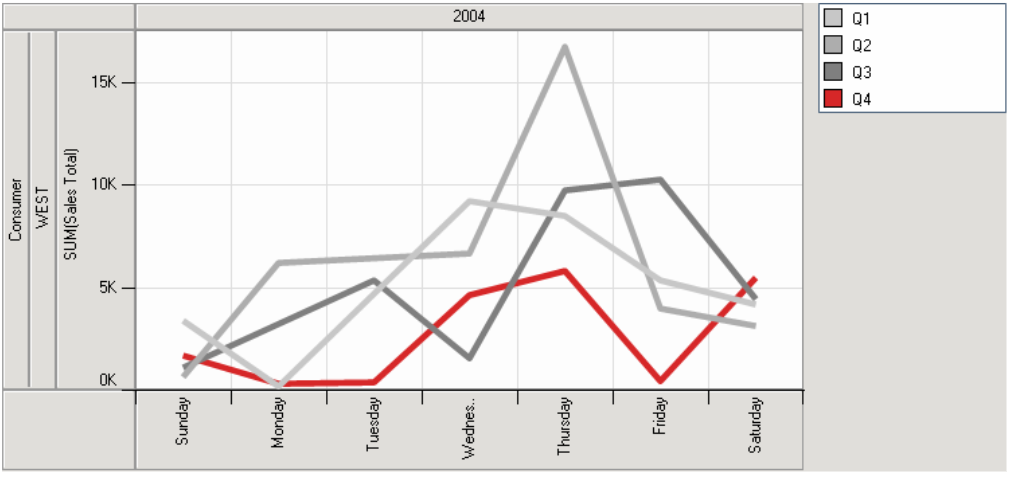 2004
Q1
Q2
Q3
Q4
Consumer
WEST
SUM(Sales Total)
15K
10K
5K
0K
Sunday
Monday
Tuesday
Wednes..
Thursday
Friday
Saturday